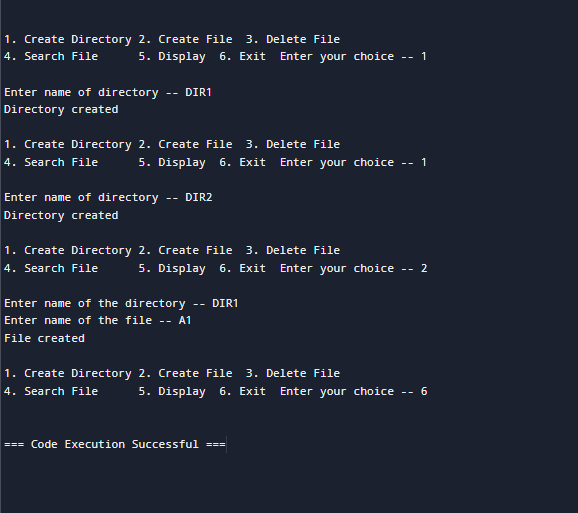 1. Create Directory 2. Create File  3. Delete File
4. Search File      5. Display  6. Exit  Enter your choice -- 1
Enter name of directory -- DIR1
Directory created
1. Create Directory 2. Create File  3. Delete File
4. Search File      5. Display  6. Exit  Enter your choice -- 1
Enter name of directory -- DIR2
Directory created
1. Create Directory 2. Create File  3. Delete File
4. Search File      5. Display  6. Exit  Enter your choice -- 2
Enter name of the directory -- DIR1
Enter name of the file -- A1
File created
1. Create Directory 2. Create File  3. Delete File
4. Search File      5. Display  6. Exit  Enter your choice -- 6
=== Code Execution Successful ===